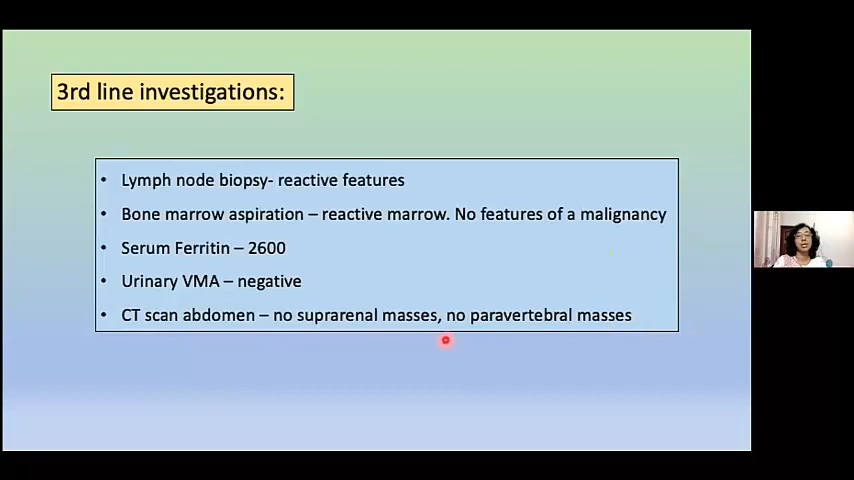 3rd line investigations:
• Lymph node biopsy- reactive features
• Bone marrow aspiration – reactive marrow. No features of a malignancy
• Serum Ferritin – 2600
• Urinary VMA – negative
• CT scan abdomen – no suprarenal masses, no paravertebral masses